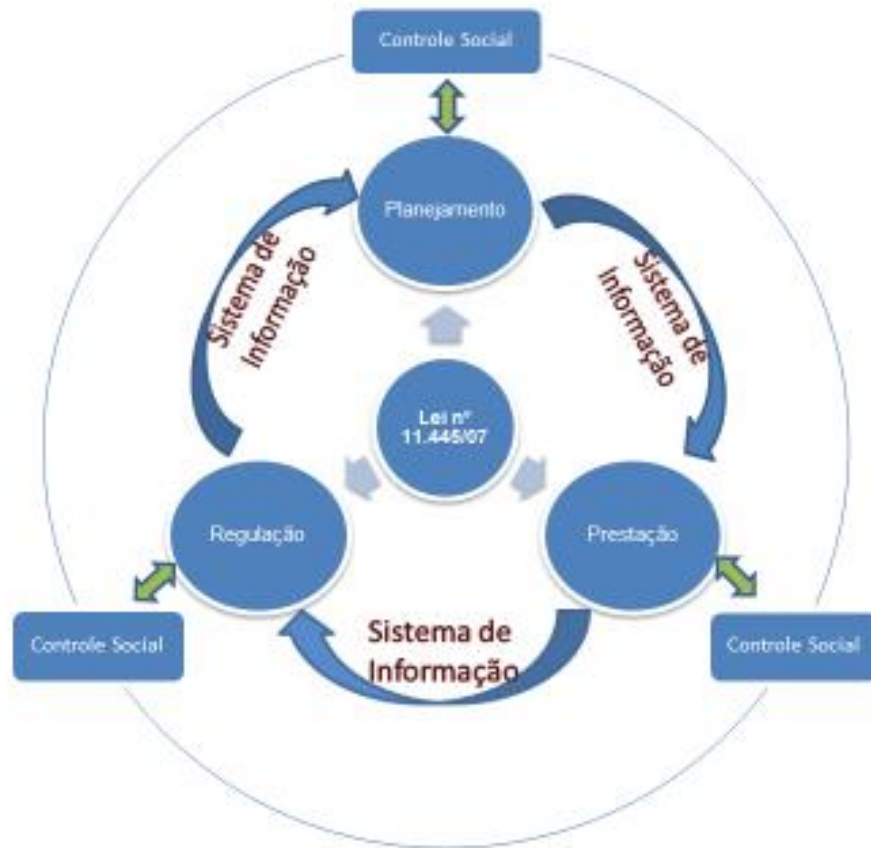 Controle Social
Planejamento
Sistema de
Informação
Sistema de
Informação
Lei nº
11.445/07
Regulação
Prestação
Sistema de
Informação
Controle Social
Controle Social